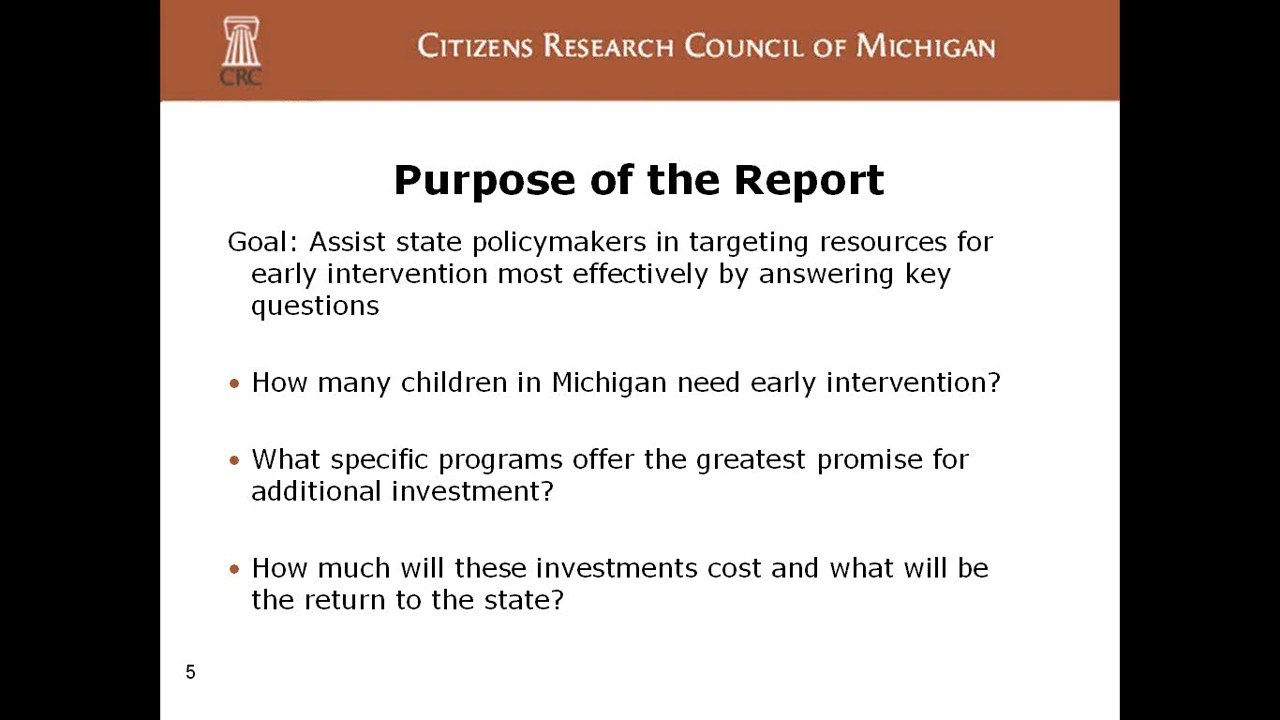 CRC
CITIZENS RESEARCH COUNCIL OF MICHIGAN
Purpose of the Report
Goal: Assist state policymakers in targeting resources for
early intervention most effectively by answering key
questions
• How many children in Michigan need early intervention?
• What specific programs offer the greatest promise for
additional investment?
• How much will these investments cost and what will be
the return to the state?
5